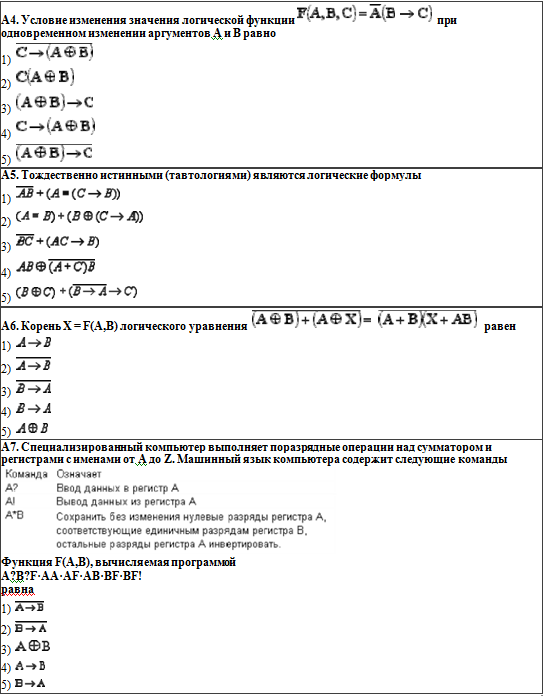 А4. Условие изменения значения логической функции F(A,B,C) = A̅(B → C) при
одновременном изменении аргументов А и В равно
1) C̅ → (A ⊕ B)
2) C(A ⊕ B)
3) (A ⊕ B) → C
4) C → (A ⊕ B)
5) (A ⊕ B) → C
А5. Тождественно истинными (тавтологиями) являются логические формулы
1) AB + (A ≡ (C → B))
2) (A ≡ B) + (B ⊕ (C → A))
3) BC + (AC → B)
4) AB ⊕ (A + C)B
5) (B ⊕ C) + (B → A → C)
А6. Корень X = F(A,B) логического уравнения (A ⊕ B) + (A ⊕ X) = (A + B)(X + AB) равен
1) A → B
2) A → B
3) B → A
4) B → A
5) A ⊕ B
А7. Специализированный компьютер выполняет поразрядные операции над сумматором и
регистрами с именами от А до Z. Машинный язык компьютера содержит следующие команды
Команда Означает
A? Ввод данных в регистр A
A! Вывод данных из регистра A
A*B Сохранить без изменения нулевые разряды регистра A,
соответствующие единичным разрядам регистра B,
остальные разряды регистра A инвертировать.
Функция F(A,B), вычисляемая программой
A?B?F·AA·AF·AB·BF·BF!
равна
1) A → B
2) B → A
3) A ⊕ B
4) A → B
5) B → A